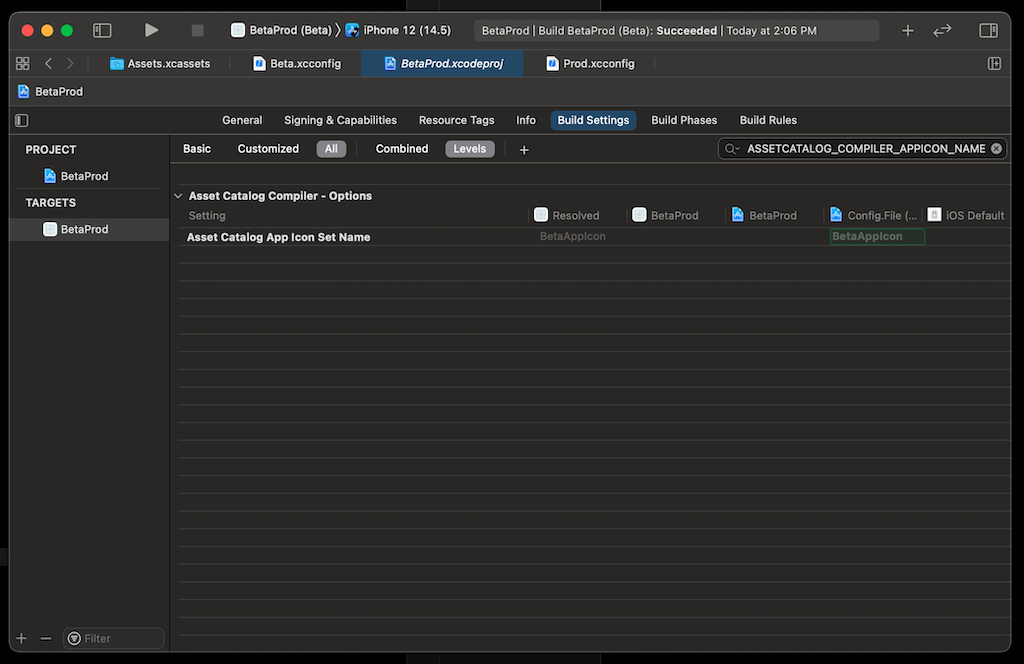 BetaProd (Beta) 〉 iPhone 12 (14.5) BetaProd | Build BetaProd (Beta): Succeeded | Today at 2:06 PM
Assets.xcassets Beta.xcconfig BetaProd.xcodeproj Prod.xcconfig
BetaProd
General Signing & Capabilities Resource Tags Info Build Settings Build Phases Build Rules
PROJECT
BetaProd
TARGETS
BetaProd
Basic Customized All Combined Levels + ASSETCATALOG_COMPILER_APPICON_NAME
Asset Catalog Compiler - Options
Setting Resolved BetaProd BetaProd Config.File (... iOS Default
Asset Catalog App Icon Set Name BetaAppIcon BetaAppIcon
Filter